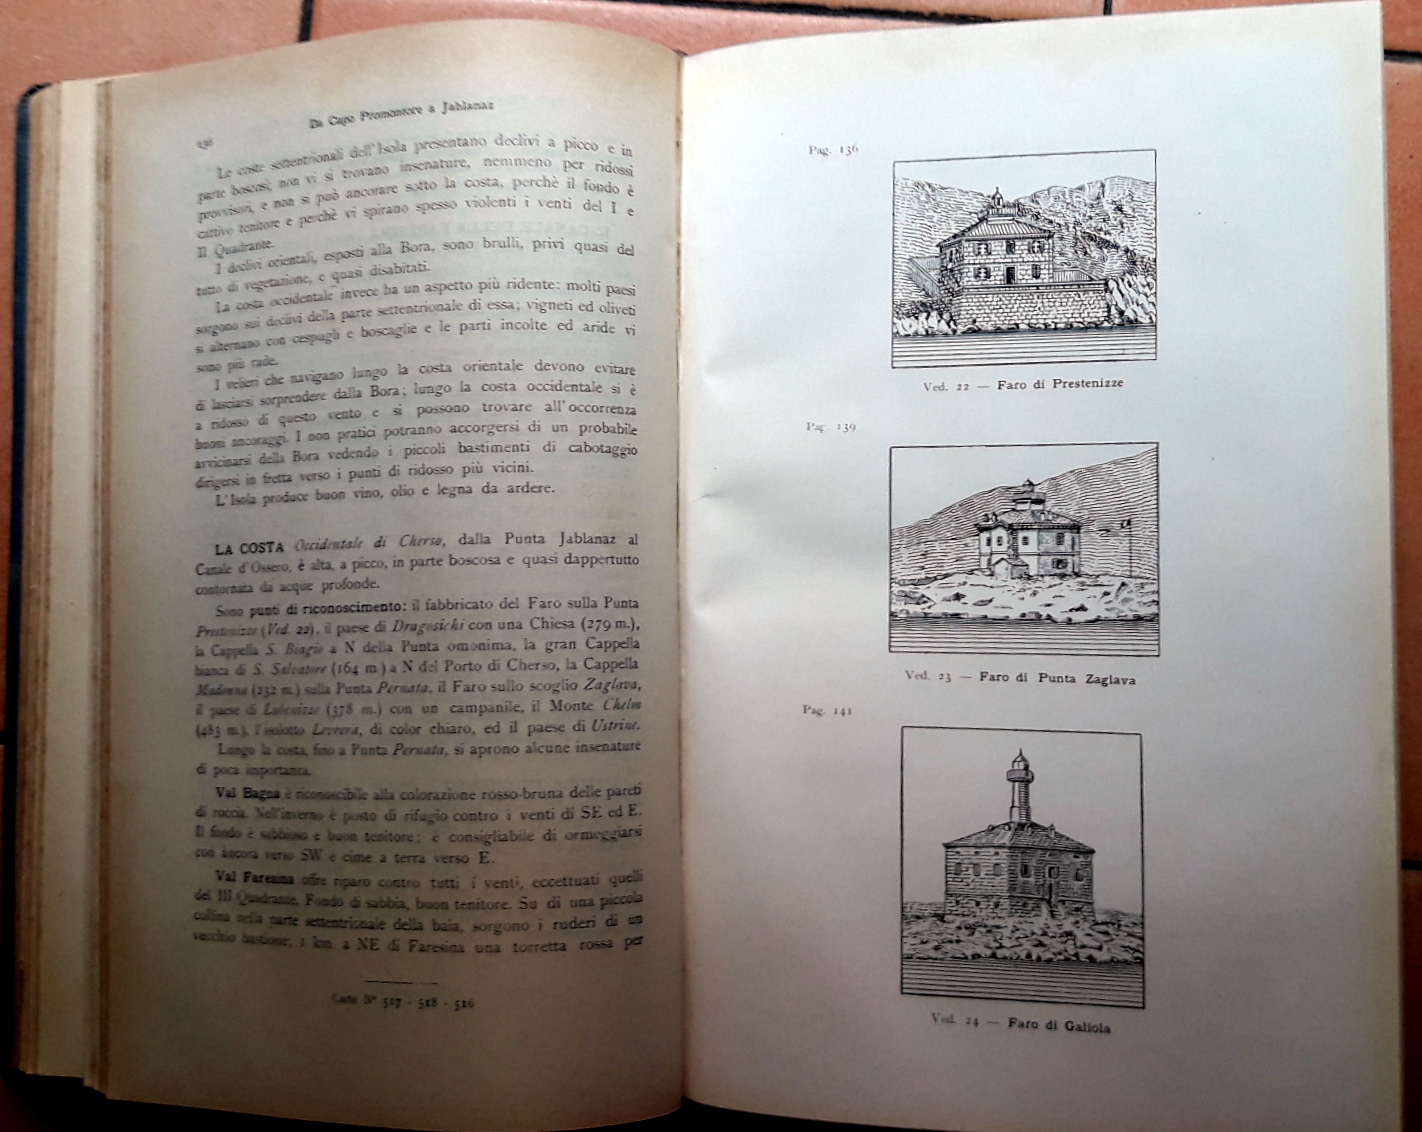 136
Da Capo Promontore a Jablanaz
Le coste settentrionali dell'Isola presentano declivi a picco e in
parte boscosi; non vi si trovano insenature, nemmeno per ridossi
provvisori, e non si può ancorare sotto la costa, perchè il fondo è
cattivo tenitore e perchè vi spirano spesso violenti i venti del I e
II Quadrante.
I declivi orientali, esposti alla Bora, sono brulli, privi quasi del
tutto di vegetazione, e quasi disabitati.
La costa occidentale invece ha un aspetto più ridente: molti paesi
sorgono sui declivi della parte settentrionale di essa; vigneti ed oliveti
si alternano con cespugli e boscaglie e le parti incolte ed aride vi
sono più rade.
I velieri che navigano lungo la costa orientale devono evitare
di lasciarsi sorprendere dalla Bora; lungo la costa occidentale si è
a ridosso di questo vento e si possono trovare all'occorrenza
buoni ancoraggi. I non pratici potranno accorgersi di un probabile
avvicinarsi della Bora vedendo i piccoli bastimenti di cabotaggio
dirigersi in fretta verso i punti di ridosso più vicini.
L'Isola produce buon vino, olio e legna da ardere.
LA COSTA Occidentale di Cherso, dalla Punta Jablanaz al
Canale d'Ossero, è alta, a picco, in parte boscosa e quasi dappertutto
contornata da acque profonde.
Sono punti di riconoscimento: il fabbricato del Faro sulla Punta
Prestenizze (Ved. 22), il paese di Dragosichi con una Chiesa (279 m.),
la Cappella S. Biagio a N della Punta omonima, la gran Cappella
bianca di S. Salvatore (164 m.) a N del Porto di Cherso, la Cappella
Madonna (232 m.) sulla Punta Pernata, il Faro sullo scoglio Zaglava,
il paese di Lubenizze (378 m.) con un campanile, il Monte Chelm
(483 m.), l'isolotto Levrera, di color chiaro, ed il paese di Ustrine.
Lungo la costa, fino a Punta Pernata, si aprono alcune insenature
di poca importanza.
Val Bagna è riconoscibile alla colorazione rosso-bruna delle pareti
di roccia. Nell'inverno è posto di rifugio contro i venti di SE ed E.
Il fondo è sabbioso e buon tenitore; è consigliabile di ormeggiarsi
con àncora verso SW e cime a terra verso E.
Val Faresina offre riparo contro tutti i venti, eccettuati quelli
del III Quadrante. Fondo di sabbia, buon tenitore. Su di una piccola
collina nella parte settentrionale della baia, sorgono i ruderi di un
vecchio bastione; 1 km. a NE di Faresina una torretta rossa per
Carte Nº 517 - 518 - 516
Pag. 136
Ved. 22 — Faro di Prestenizze
Pag. 139
Ved. 23 — Faro di Punta Zaglava
Pag. 141
Ved. 24 — Faro di Galiola